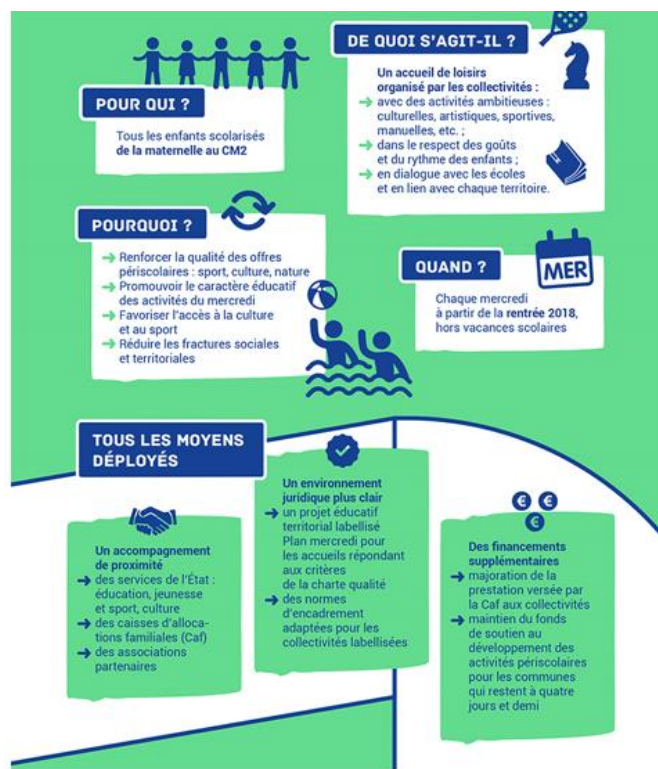 POUR QUI ?
Tous les enfants scolarisés
de la maternelle au CM2
DE QUOI S'AGIT-IL ?
Un accueil de loisirs
organisé par les collectivités :
avec des activités ambitieuses :
culturelles, artistiques, sportives,
manuelles, etc. ;
dans le respect des goûts
et du rythme des enfants ;
en dialogue avec les écoles
et en lien avec chaque territoire.
POURQUOI ?
Renforcer la qualité des offres
périscolaires : sport, culture, nature
Promouvoir le caractère éducatif
des activités du mercredi
Favoriser l'accès à la culture
et au sport
Réduire les fractures sociales
et territoriales
MER
QUAND ?
Chaque mercredi
à partir de la rentrée 2018,
hors vacances scolaires
TOUS LES MOYENS
DÉPLOYÉS
Un accompagnement
de proximité
des services de l'État :
éducation, jeunesse
et sport, culture
des caisses d'alloca-
tions familiales (Caf)
des associations
partenaires
Un environnement
juridique plus clair
un projet éducatif
territorial labellisé
Plan mercredi pour
les accueils répondant
aux critères
de la charte qualité
des normes
d'encadrement
adaptées pour les
collectivités labellisées
€ €
€
Des financements
supplémentaires
majoration de la
prestation versée par
la Caf aux collectivités
maintien du fonds
de soutien au
développement des
activités périscolaires
pour les communes
qui restent à quatre
jours et demi